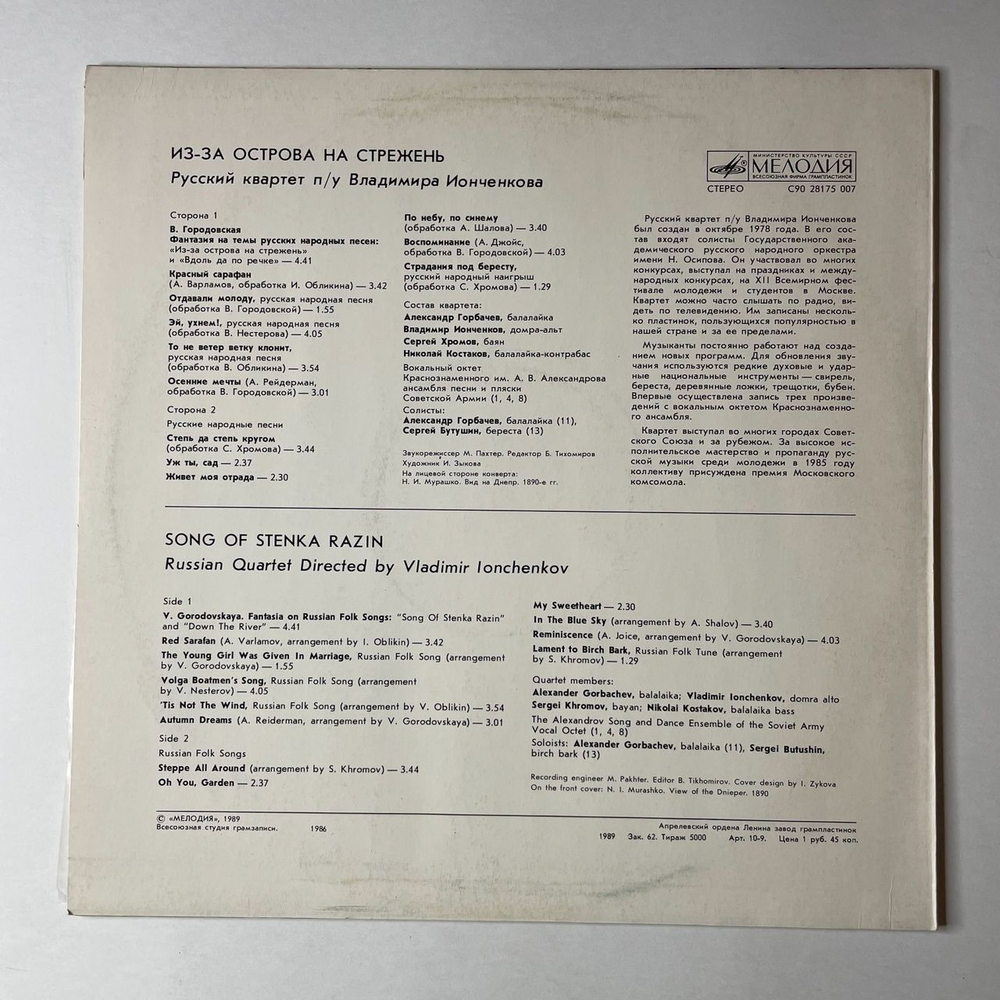 ИЗ-ЗА ОСТРОВА НА СТРЕЖЕНЬ
Русский квартет п/у Владимира Ионченкова
МИНИСТЕРСТВО КУЛЬТУРЫ СССР
МЕЛОДИЯ
ВСЕСОЮЗНАЯ ФИРМА ГРАМПЛАСТИНОК
СТЕРЕО С90 28175 007
Сторона 1
В. Городовская
Фантазия на темы русских народных песен:
«Из-за острова на стрежень»
и «Вдоль да по речке» — 4.41
Красный сарафан
(А. Варламов, обработка И. Обликина) — 3.42
Отдавали молоду, русская народная песня
(обработка В. Городовской) — 1.55
Эй, ухнем!, русская народная песня
(обработка В. Нестерова) — 4.05
То не ветер ветку клонит,
русская народная песня
(обработка В. Обликина) — 3.54
Осенние мечты (А. Рейдерман,
обработка В. Городовской) — 3.01
Сторона 2
Русские народные песни
Степь да степь кругом
(обработка С. Хромова) — 3.44
Уж ты, сад — 2.37
Живет моя отрада — 2.30
По небу, по синему
(обработка А. Шалова) — 3.40
Воспоминание (А. Джойс,
обработка В. Городовской) — 4.03
Страдания под бересту,
русский народный наигрыш
(обработка С. Хромова) — 1.29
Состав квартета:
Александр Горбачев, балалайка
Владимир Ионченков, домра-альт
Сергей Хромов, баян
Николай Костаков, балалайка-контрабас
Вокальный октет
Краснознаменного им. А. В. Александрова
ансамбля песни и пляски
Советской Армии (1, 4, 8)
Солисты:
Александр Горбачев, балалайка (11),
Сергей Бутушин, береста (13)
Звукорежиссер М. Пахтер. Редактор Б. Тихомиров
Художник И. Зыкова
На лицевой стороне конверта:
Н. И. Мурашко. Вид на Днепр. 1890-е гг.
Русский квартет п/у Владимира Ионченкова
был создан в октябре 1978 года. В его сос-
тав входят солисты Государственного ака-
демического русского народного оркестра
имени Н. Осипова. Он участвовал во многих
конкурсах, выступал на праздниках и между-
народных конкурсах, на XII Всемирном фес-
тивале молодежи и студентов в Москве.
Квартет можно часто слышать по радио, ви-
деть по телевидению. Им записаны несколь-
ко пластинок, пользующихся популярностью в
нашей стране и за ее пределами.
Музыканты постоянно работают над созда-
нием новых программ. Для обновления зву-
чания используются редкие духовые и удар-
ные национальные инструменты — свирель,
береста, деревянные ложки, трещотки, бубен.
Впервые осуществлена запись трех произве-
дений с вокальным октетом Краснознаменно-
го ансамбля.
Квартет выступал во многих городах Совет-
ского Союза и за рубежом. За высокое ис-
полнительское мастерство и пропаганду рус-
ской музыки среди молодежи в 1985 году
коллективу присуждена премия Московского
комсомола.
SONG OF STENKA RAZIN
Russian Quartet Directed by Vladimir Ionchenkov
Side 1
V. Gorodovskaya. Fantasia on Russian Folk Songs: "Song Of Stenka Razin"
and "Down The River" — 4.41
Red Sarafan (A. Varlamov, arrangement by I. Oblikin) — 3.42
The Young Girl Was Given In Marriage, Russian Folk Song (arrangement
by V. Gorodovskaya) — 1.55
Volga Boatmen's Song, Russian Folk Song (arrangement
by V. Nesterov) — 4.05
'Tis Not The Wind, Russian Folk Song (arrangement by V. Oblikin) — 3.54
Autumn Dreams (A. Reiderman, arrangement by V. Gorodovskaya) — 3.01
Side 2
Russian Folk Songs
Steppe All Around (arrangement by S. Khromov) — 3.44
Oh You, Garden — 2.37
My Sweetheart — 2.30
In The Blue Sky (arrangement by A. Shalov) — 3.40
Reminiscence (A. Joice, arrangement by V. Gorodovskaya) — 4.03
Lament to Birch Bark, Russian Folk Tune (arrangement
by S. Khromov) — 1.29
Quartet members:
Alexander Gorbachev, balalaika; Vladimir Ionchenkov, domra alto
Sergei Khromov, bayan; Nikolai Kostakov, balalaika bass
The Alexandrov Song and Dance Ensemble of the Soviet Army
Vocal Octet (1, 4, 8)
Soloists: Alexander Gorbachev, balalaika (11), Sergei Butushin,
birch bark (13)
Recording engineer M. Pakhter. Editor B. Tikhomirov. Cover design by I. Zykova
On the front cover: N. I. Murashko. View of the Dnieper. 1890
© «МЕЛОДИЯ», 1989
Всесоюзная студия грамзаписи. 1986
Апрелевский ордена Ленина завод грампластинок
1989 Зак. 62. Тираж 5000 Арт. 10-9. Цена 1 руб. 45 коп.